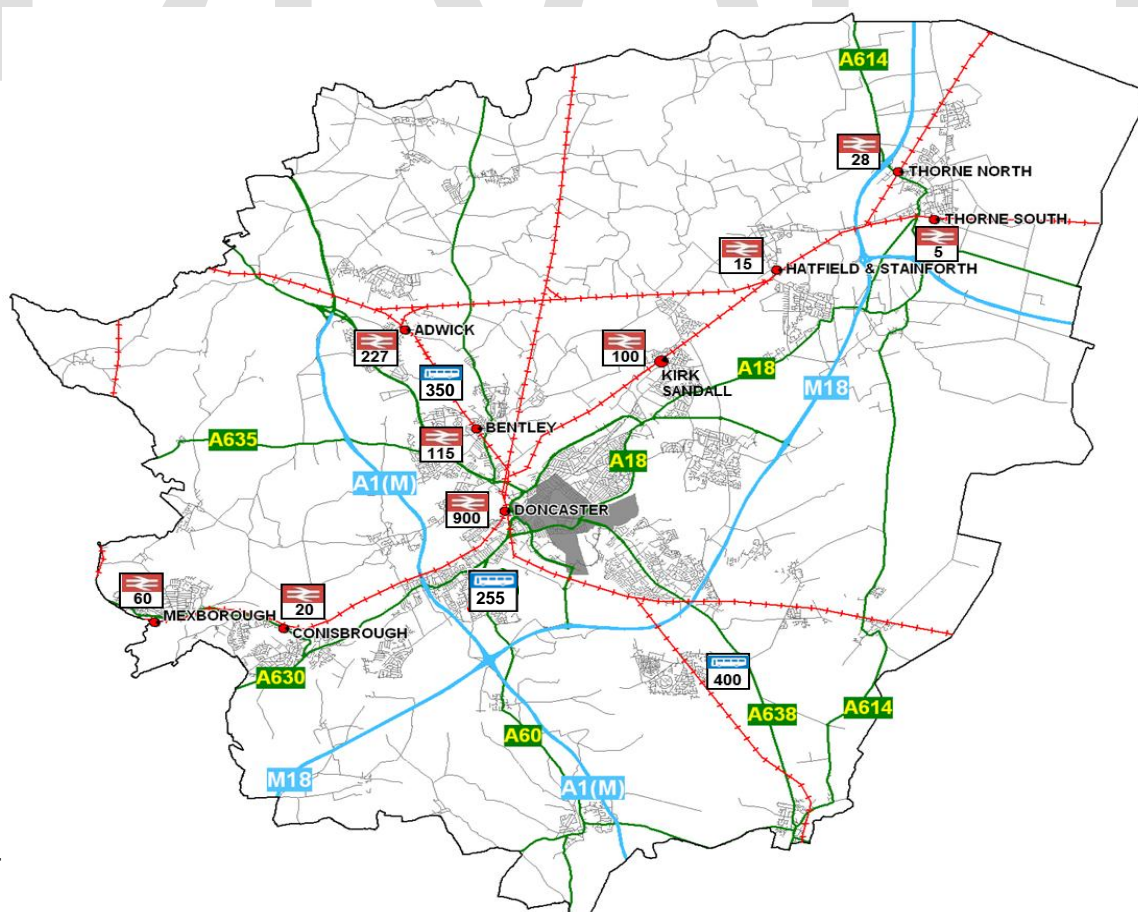 A614
28
THORNE NORTH
THORNE SOUTH
5
15
HATFIELD & STAINFORTH
ADWICK
227
100
KIRK
SANDALL
A18
M18
350
BENTLEY
115
A635
A18
A1(M)
900
DONCASTER
60
MEXBOROUGH
20
CONISBROUGH
255
A630
400
A638
A614
A60
M18
A1(M)